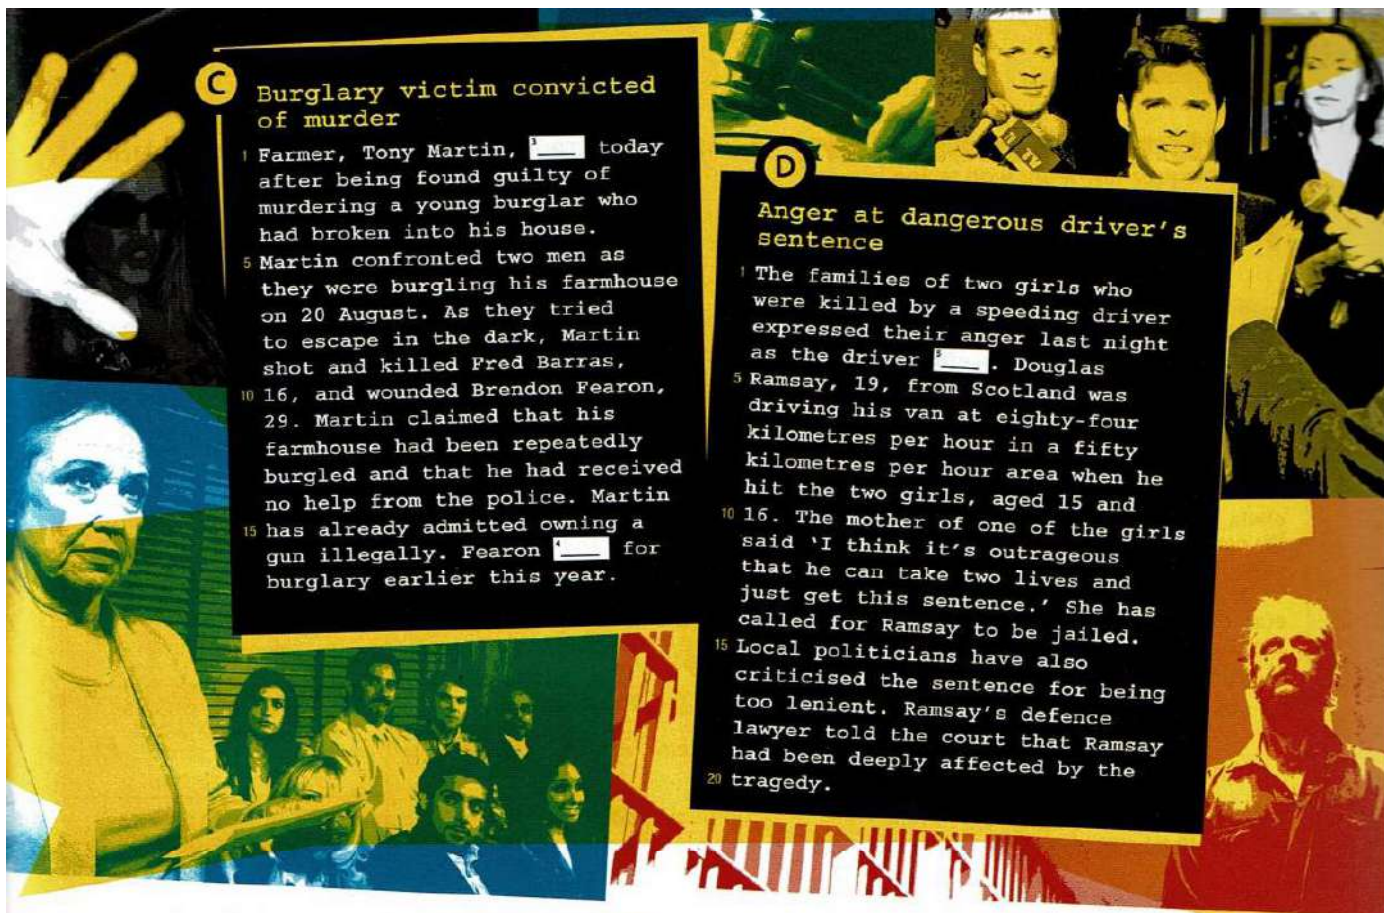 C
Burglary victim convicted
of murder
1 Farmer, Tony Martin, 3 ____ today
after being found guilty of
murdering a young burglar who
had broken into his house.
5 Martin confronted two men as
they were burgling his farmhouse
on 20 August. As they tried
to escape in the dark, Martin
shot and killed Fred Barras,
10 16, and wounded Brendon Fearon,
29. Martin claimed that his
farmhouse had been repeatedly
burgled and that he had received
no help from the police. Martin
15 has already admitted owning a
gun illegally. Fearon 4 ____ for
burglary earlier this year.
D
Anger at dangerous driver's
sentence
1 The families of two girls who
were killed by a speeding driver
expressed their anger last night
as the driver 5 ____. Douglas
5 Ramsay, 19, from Scotland was
driving his van at eighty-four
kilometres per hour in a fifty
kilometres per hour area when he
hit the two girls, aged 15 and
10 16. The mother of one of the girls
said 'I think it's outrageous
that he can take two lives and
just get this sentence.' She has
called for Ramsay to be jailed.
15 Local politicians have also
criticised the sentence for being
too lenient. Ramsay's defence
lawyer told the court that Ramsay
had been deeply affected by the
20 tragedy.
TV